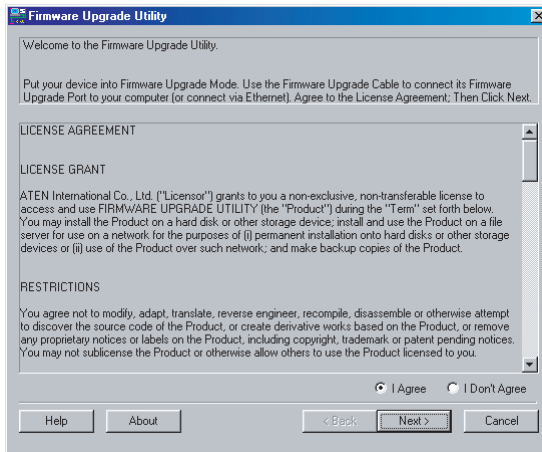 Firmware Upgrade Utility
Welcome to the Firmware Upgrade Utility.
Put your device into Firmware Upgrade Mode. Use the Firmware Upgrade Cable to connect its Firmware
Upgrade Port to your computer (or connect via Ethernet). Agree to the License Agreement; Then Click Next.
LICENSE AGREEMENT
LICENSE GRANT
ATEN International Co., Ltd. ("Licensor") grants to you a non-exclusive, non-transferable license to
access and use FIRMWARE UPGRADE UTILITY (the "Product") during the "Term" set forth below.
You may install the Product on a hard disk or other storage device; install and use the Product on a file
server for use on a network for the purposes of (i) permanent installation onto hard disks or other storage
devices or (ii) use of the Product over such network; and make backup copies of the Product.
RESTRICTIONS
You agree not to modify, adapt, translate, reverse engineer, recompile, disassemble or otherwise attempt
to discover the source code of the Product, or create derivative works based on the Product, or remove
any proprietary notices or labels on the Product, including copyright, trademark or patent pending notices.
You may not sublicense the Product or otherwise allow others to use the Product licensed to you.
I Agree I Don't Agree
Help About < Back Next > Cancel